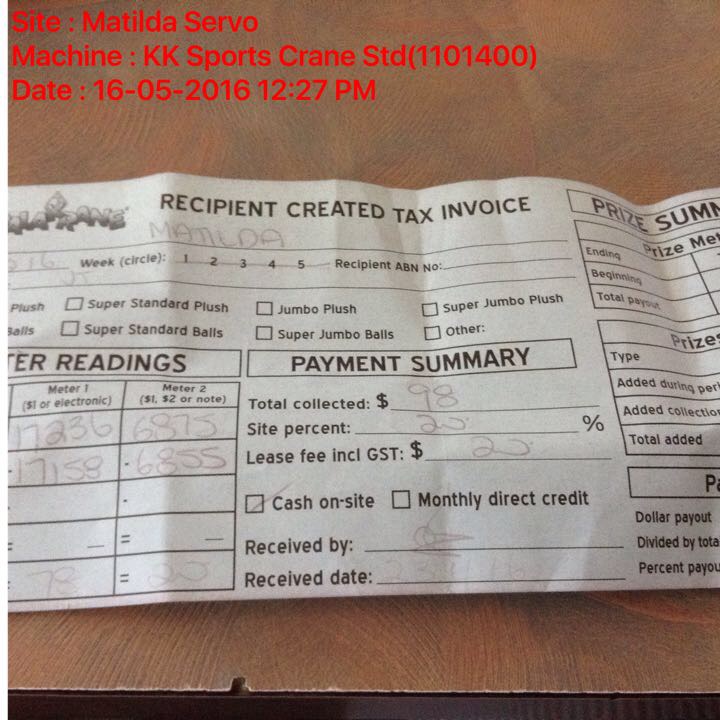 Site : Matilda Servo
Machine : KK Sports Crane Std(1101400)
Date : 16-05-2016 12:27 PM
RECIPIENT CREATED TAX INVOICE
MATILDA
Week (circle): 1 2 3 4 5 Recipient ABN No:
Plush Super Standard Plush Jumbo Plush Super Jumbo Plush
Balls Super Standard Balls Super Jumbo Balls Other:
TER READINGS
Meter 1 ($1 or electronic) Meter 2 ($1, $2 or note)
17236 6875
-17158 - 6855
-
= — = —
= 78 = 20
PAYMENT SUMMARY
Total collected: $ 98
Site percent: 20 %
Lease fee incl GST: $ 20
Cash on-site Monthly direct credit
Received by:
Received date:
PRIZE SUMM
Prize Met
Ending
Beginning
Total payout
Prizes
Type
Added during per
Added collectio
Total added
Pa
Dollar payout
Divided by tota
Percent payou